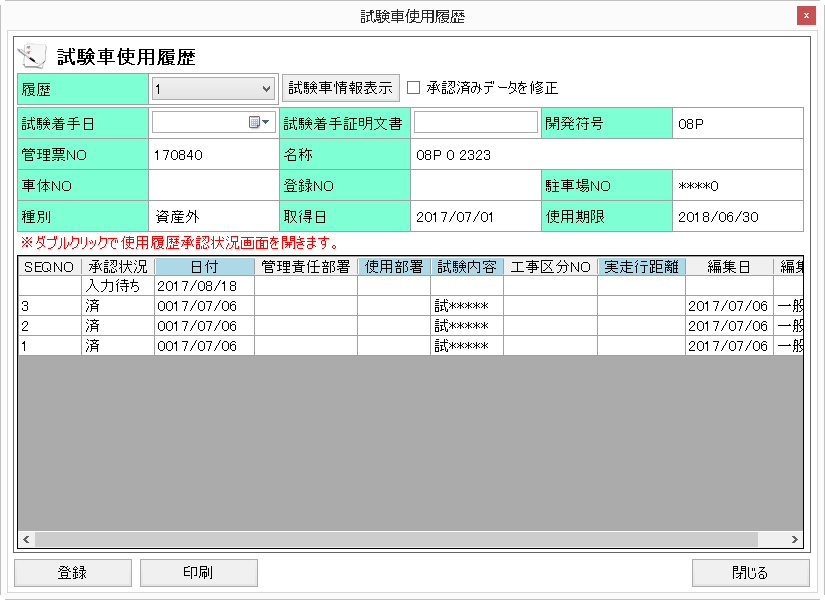 試験車使用履歴
試験車使用履歴
履歴 1 試験車情報表示 承認済みデータを修正
試験着手日 試験着手証明文書 開発符号 08P
管理票NO 170840 名称 08P 0 2323
車体NO 登録NO 駐車場NO ****0
種別 資産外 取得日 2017/07/01 使用期限 2018/06/30
※ダブルクリックで使用履歴承認状況画面を開きます。
SEQNO 承認状況 日付 管理責任部署 使用部署 試験内容 工事区分NO 実走行距離 編集日 編集
入力待ち 2017/08/18
3 済 0017/07/06 試***** 2017/07/06 一般
2 済 0017/07/06 試***** 2017/07/06 一般
1 済 0017/07/06 試***** 2017/07/06 一般
登録 印刷 閉じる